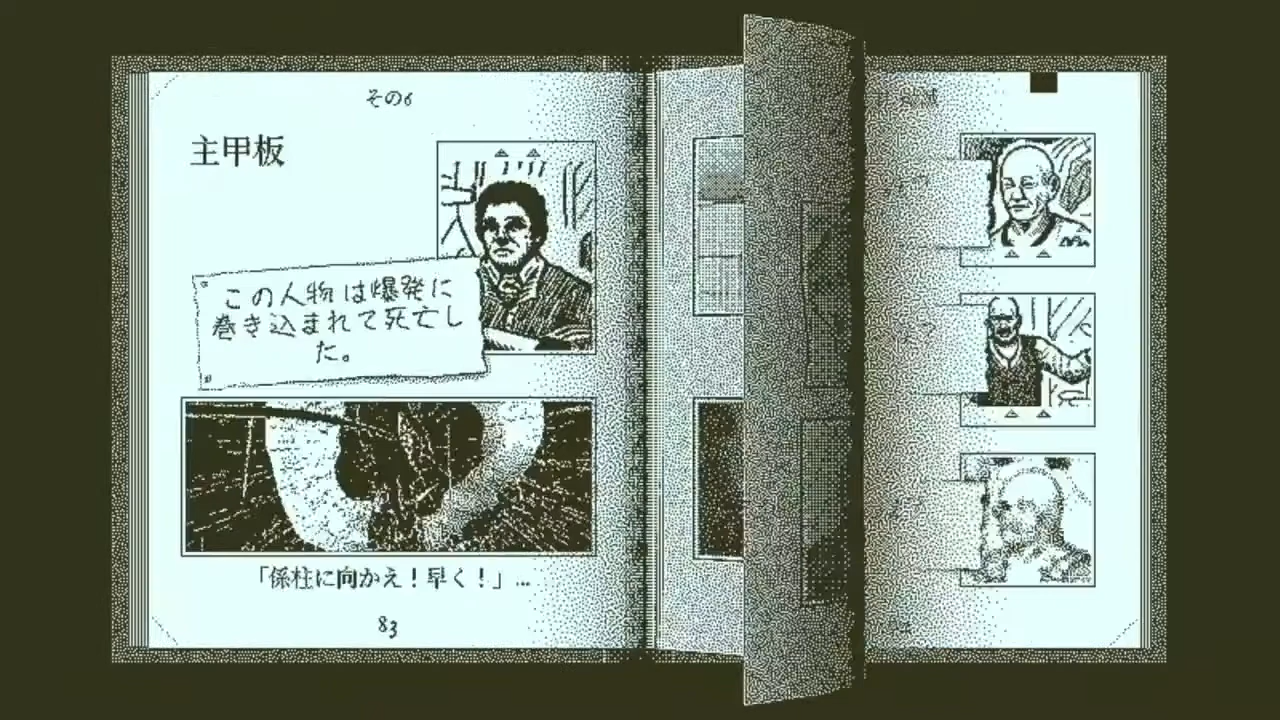 その6
主甲板
この人物は爆発に
巻き込まれて死亡し
た。
「係柱に向かえ！早く！」...
83